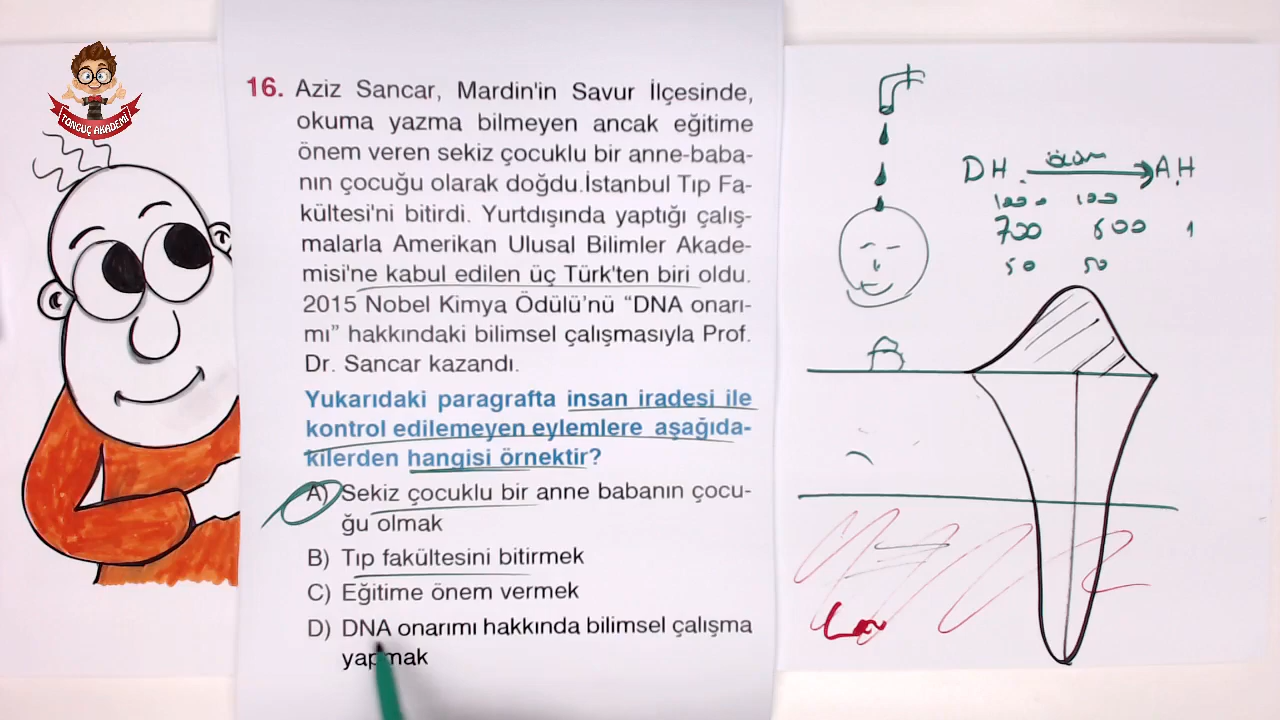 TONGUÇ AKADEMİ
16. Aziz Sancar, Mardin'in Savur İlçesinde,
okuma yazma bilmeyen ancak eğitime
önem veren sekiz çocuklu bir anne-baba-
nın çocuğu olarak doğdu.İstanbul Tıp Fa-
kültesi'ni bitirdi. Yurtdışında yaptığı çalış-
malarla Amerikan Ulusal Bilimler Akade-
misi'ne kabul edilen üç Türk'ten biri oldu.
2015 Nobel Kimya Ödülü'nü “DNA onarı-
mı” hakkındaki bilimsel çalışmasıyla Prof.
Dr. Sancar kazandı.
Yukarıdaki paragrafta insan iradesi ile
kontrol edilemeyen eylemlere aşağıda-
kilerden hangisi örnektir?
A) Sekiz çocuklu bir anne babanın çocu-
ğu olmak
B) Tıp fakültesini bitirmek
C) Eğitime önem vermek
D) DNA onarımı hakkında bilimsel çalışma
yapmak
DH ölüm AH
100 100
700 600 1
50 50